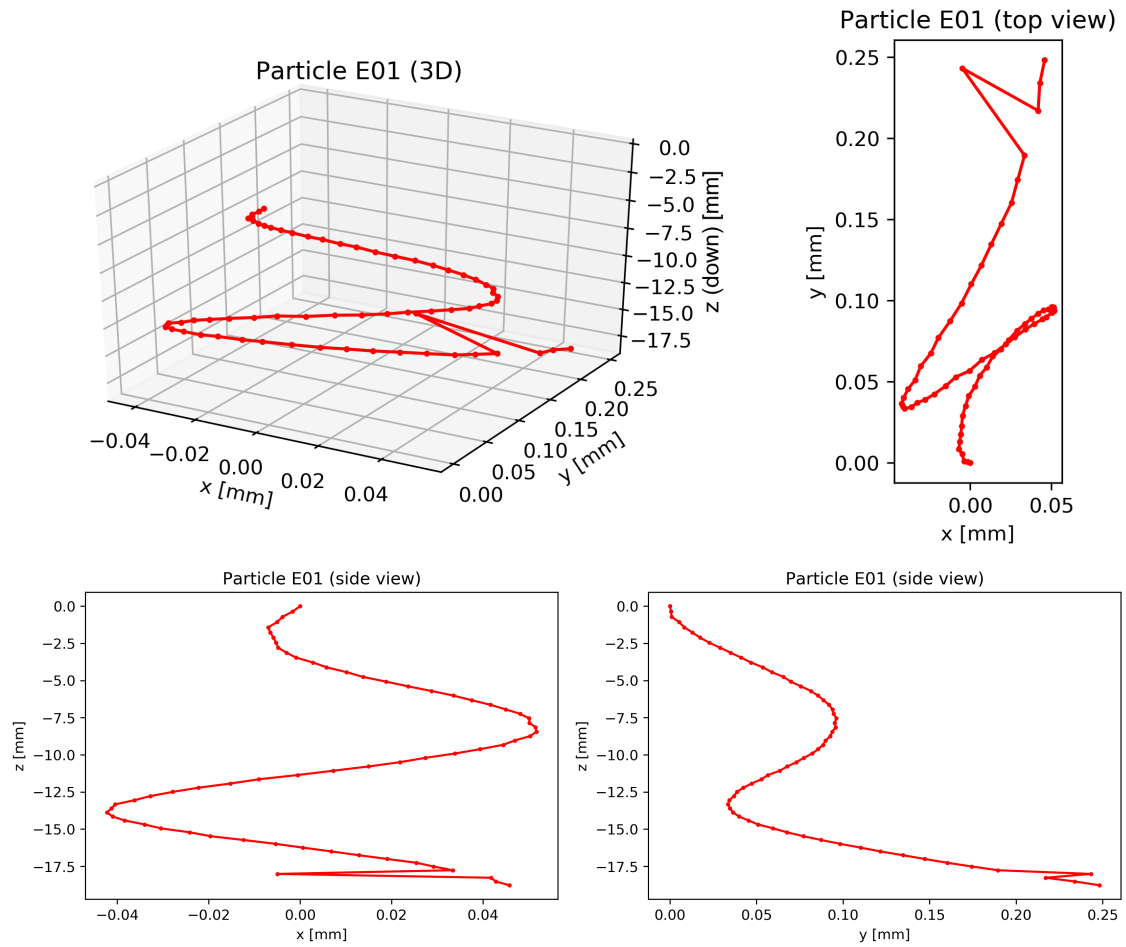 Particle E01 (3D)
0.0
−2.5
−5.0
−7.5
−10.0
−12.5
−15.0
−17.5
z (down) [mm]
−0.04
−0.02
0.00
0.02
0.04
x [mm]
0.00
0.05
0.10
0.15
0.20
0.25
y [mm]
Particle E01 (top view)
0.25
0.20
0.15
0.10
0.05
0.00
y [mm]
0.00 0.05
x [mm]
Particle E01 (side view)
0.0
−2.5
−5.0
−7.5
−10.0
−12.5
−15.0
−17.5
z [mm]
−0.04 −0.02 0.00 0.02 0.04
x [mm]
Particle E01 (side view)
0.0
−2.5
−5.0
−7.5
−10.0
−12.5
−15.0
−17.5
z [mm]
0.00 0.05 0.10 0.15 0.20 0.25
y [mm]